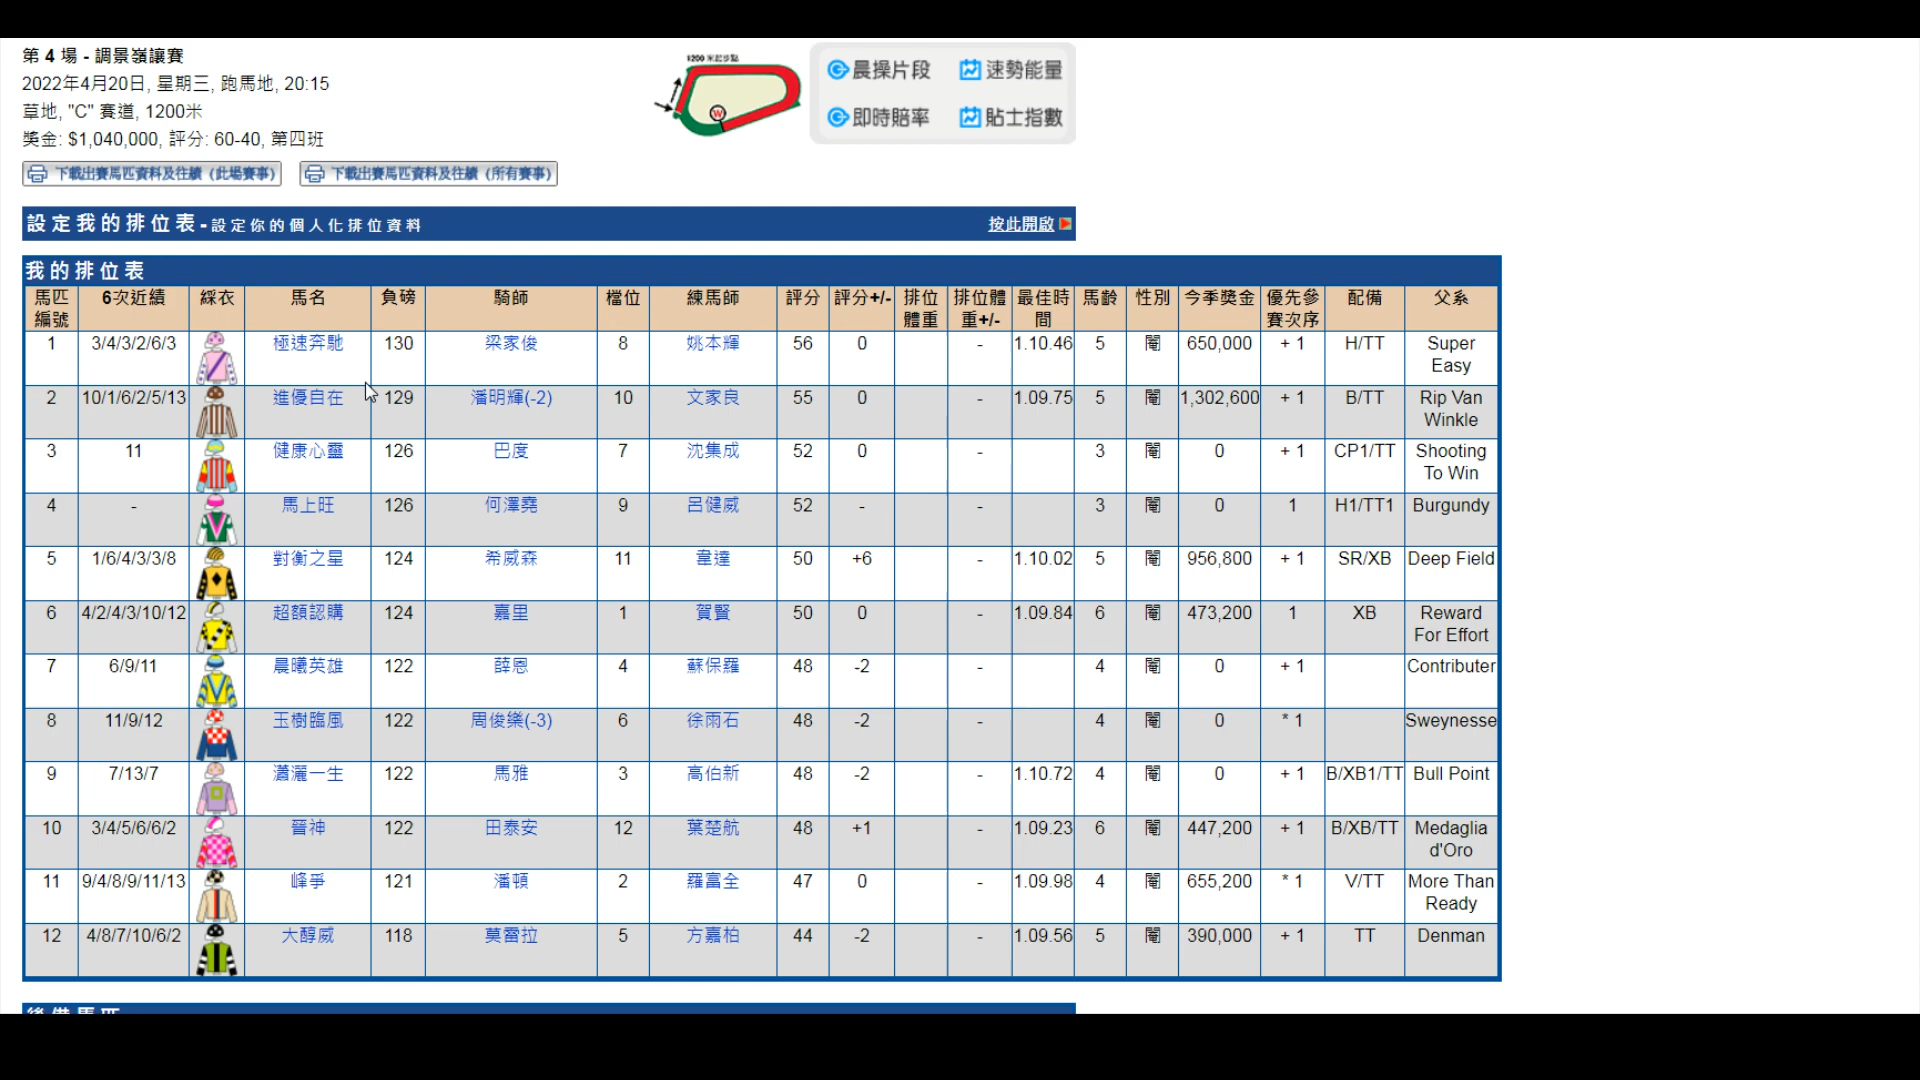 第 4 場 - 調景嶺讓賽
2022年4月20日, 星期三, 跑馬地, 20:15
草地, "C" 賽道, 1200米
獎金: $1,040,000, 評分: 60-40, 第四班
1200 米起步點
W
晨操片段 速勢能量
即時賠率 貼士指數
下載出賽馬匹資料及往績 (此場賽事) 下載出賽馬匹資料及往績 (所有賽事)
設定我的排位表 - 設定你的個人化排位資料 按此開啟
我的排位表
馬匹編號 6次近績 綵衣 馬名 負磅 騎師 檔位 練馬師 評分 評分+/- 排位體重 排位體重+/- 最佳時間 馬齡 性別 今季獎金 優先參賽次序 配備 父系
1 3/4/3/2/6/3 極速奔馳 130 梁家俊 8 姚本輝 56 0 - 1.10.46 5 閹 650,000 + 1 H/TT Super Easy
2 10/1/6/2/5/13 進優自在 129 潘明輝(-2) 10 文家良 55 0 - 1.09.75 5 閹 1,302,600 + 1 B/TT Rip Van Winkle
3 11 健康心靈 126 巴度 7 沈集成 52 0 - 3 閹 0 + 1 CP1/TT Shooting To Win
4 - 馬上旺 126 何澤堯 9 呂健威 52 - - 3 閹 0 1 H1/TT1 Burgundy
5 1/6/4/3/3/8 對衡之星 124 希威森 11 韋達 50 +6 - 1.10.02 5 閹 956,800 + 1 SR/XB Deep Field
6 4/2/4/3/10/12 超額認購 124 嘉里 1 賀賢 50 0 - 1.09.84 6 閹 473,200 1 XB Reward For Effort
7 6/9/11 晨曦英雄 122 薛恩 4 蘇保羅 48 -2 - 4 閹 0 + 1 Contributer
8 11/9/12 玉樹臨風 122 周俊樂(-3) 6 徐雨石 48 -2 - 4 閹 0 * 1 Sweynesse
9 7/13/7 瀟灑一生 122 馬雅 3 高伯新 48 -2 - 1.10.72 4 閹 0 + 1 B/XB1/TT Bull Point
10 3/4/5/6/6/2 晉神 122 田泰安 12 葉楚航 48 +1 - 1.09.23 6 閹 447,200 + 1 B/XB/TT Medaglia d'Oro
11 9/4/8/9/11/13 峰爭 121 潘頓 2 羅富全 47 0 - 1.09.98 4 閹 655,200 * 1 V/TT More Than Ready
12 4/8/7/10/6/2 大醇威 118 莫雷拉 5 方嘉柏 44 -2 - 1.09.56 5 閹 390,000 + 1 TT Denman